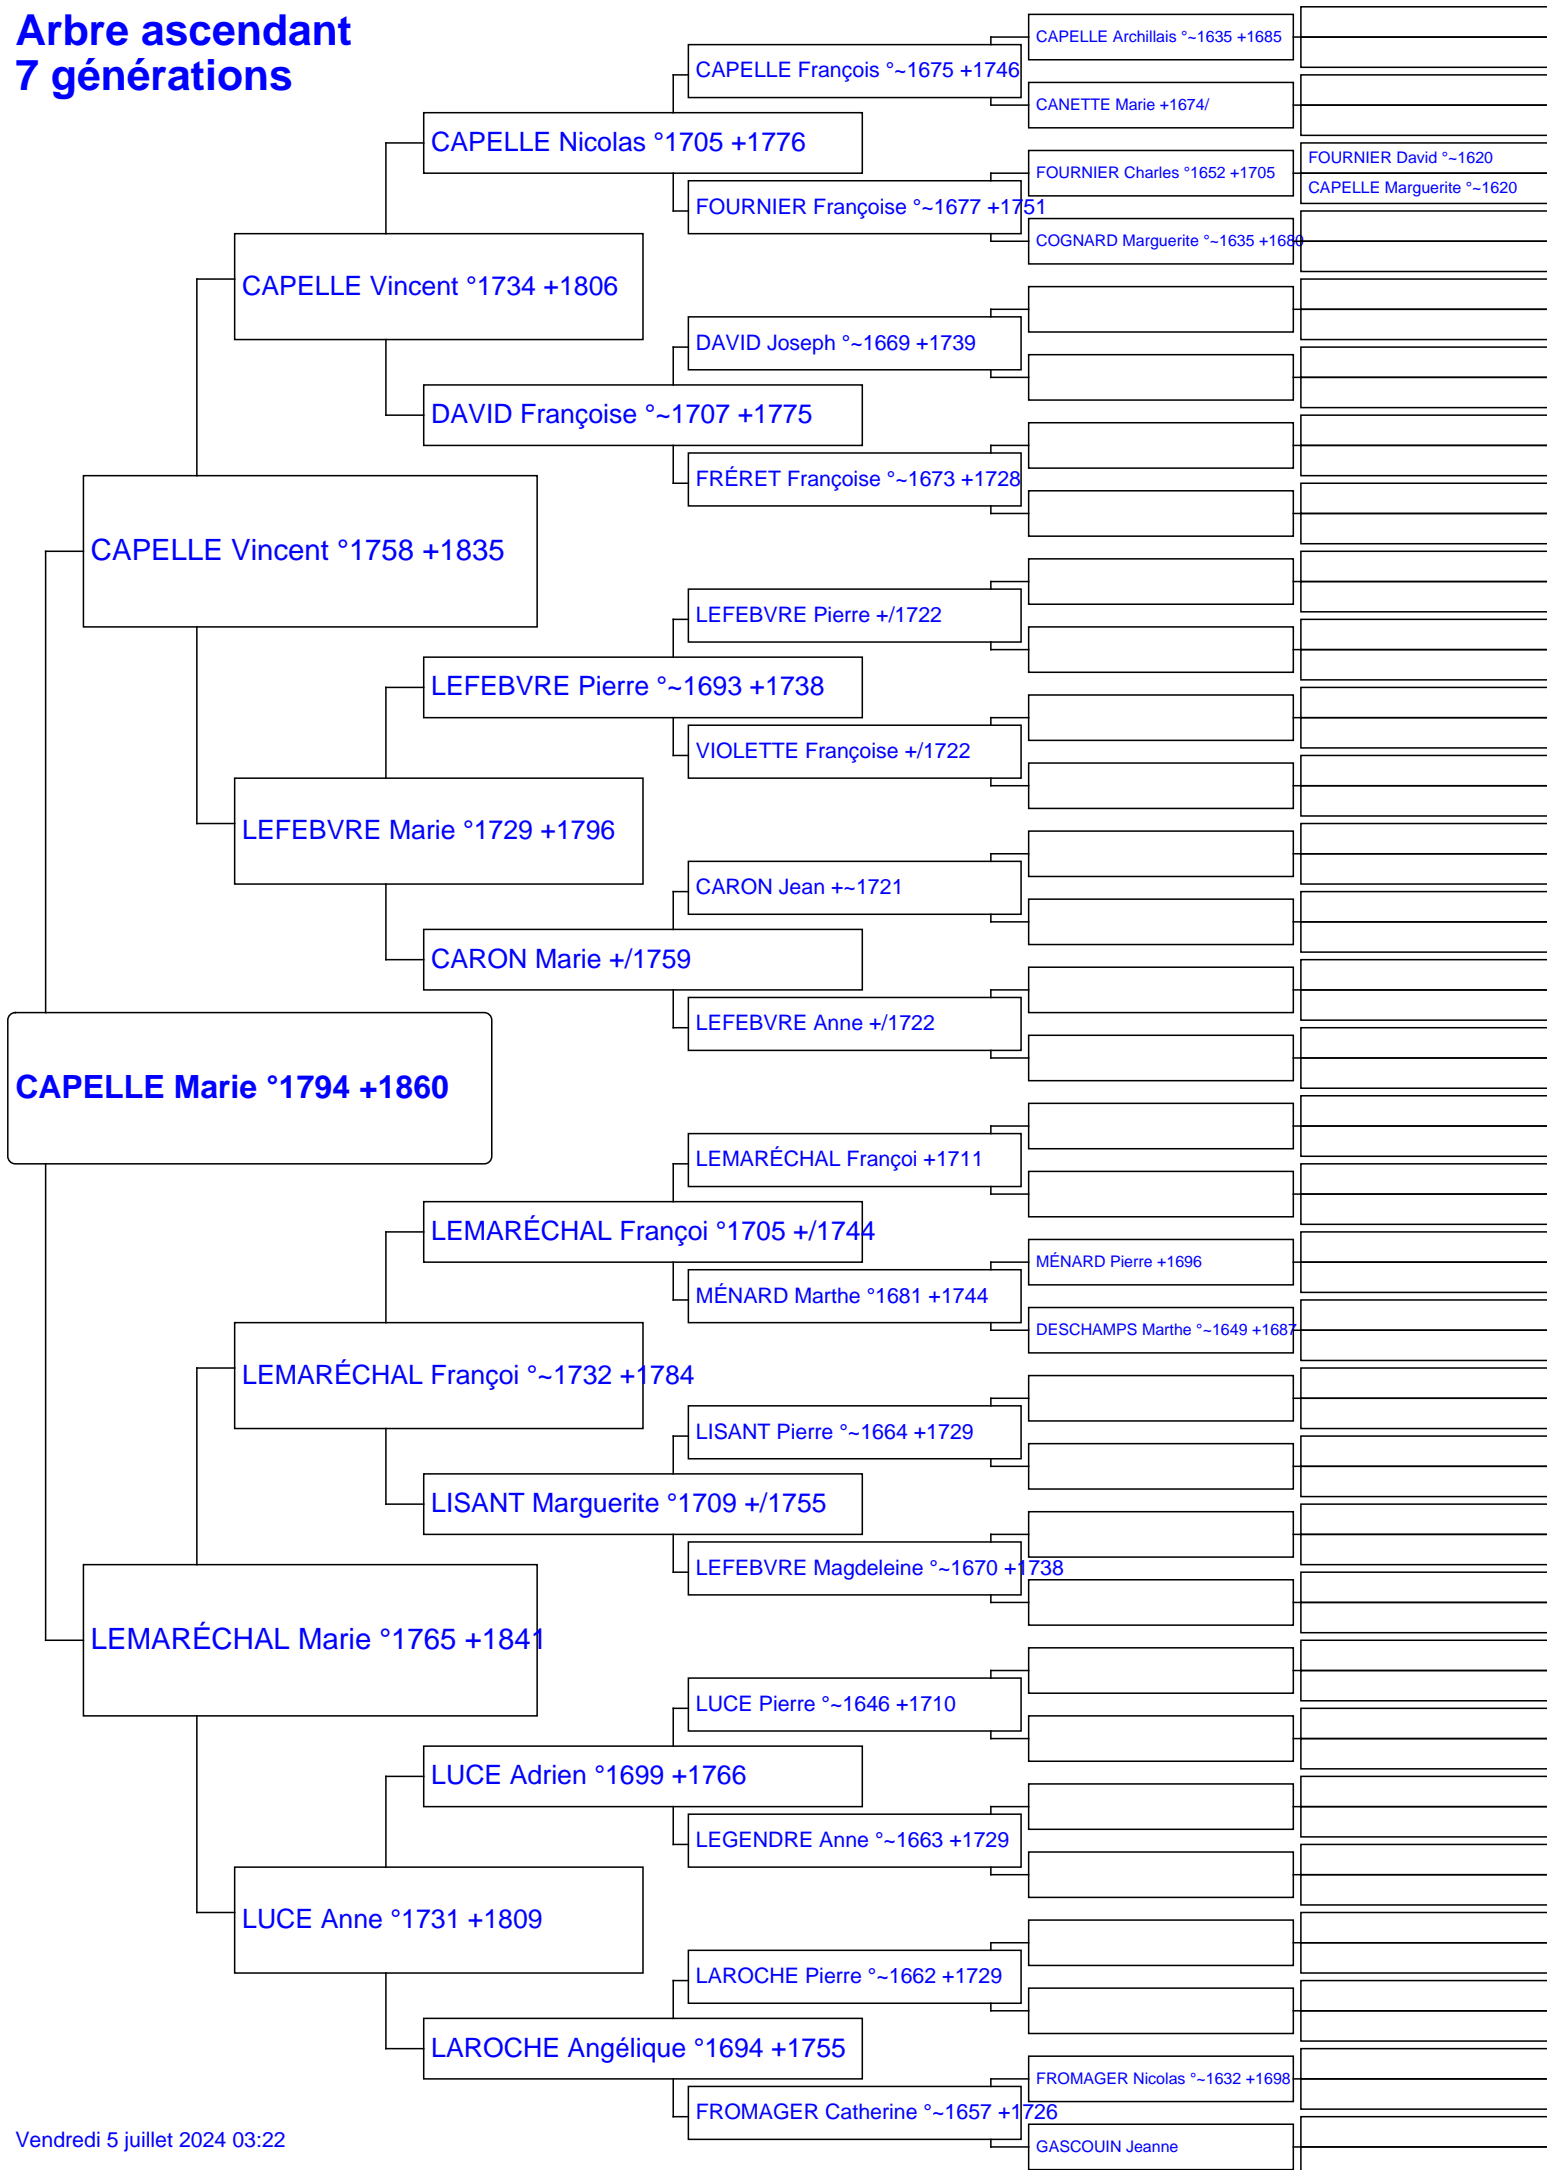 Arbre ascendant
7 générations
CAPELLE Archillais °~1635 +1685
CAPELLE François °~1675 +1746
CANETTE Marie +1674/
CAPELLE Nicolas °1705 +1776
FOURNIER David °~1620
FOURNIER Charles °1652 +1705
CAPELLE Marguerite °~1620
FOURNIER Françoise °~1677 +1751
COGNARD Marguerite °~1635 +1680
CAPELLE Vincent °1734 +1806
DAVID Joseph °~1669 +1739
DAVID Françoise °~1707 +1775
FRÉRET Françoise °~1673 +1728
CAPELLE Vincent °1758 +1835
LEFEBVRE Pierre +/1722
LEFEBVRE Pierre °~1693 +1738
VIOLETTE Françoise +/1722
LEFEBVRE Marie °1729 +1796
CARON Jean +~1721
CARON Marie +/1759
LEFEBVRE Anne +/1722
CAPELLE Marie °1794 +1860
LEMARÉCHAL Françoi +1711
LEMARÉCHAL Françoi °1705 +/1744
MÉNARD Pierre +1696
MÉNARD Marthe °1681 +1744
DESCHAMPS Marthe °~1649 +1687
LEMARÉCHAL Françoi °~1732 +1784
LISANT Pierre °~1664 +1729
LISANT Marguerite °1709 +/1755
LEFEBVRE Magdeleine °~1670 +1738
LEMARÉCHAL Marie °1765 +1841
LUCE Pierre °~1646 +1710
LUCE Adrien °1699 +1766
LEGENDRE Anne °~1663 +1729
LUCE Anne °1731 +1809
LAROCHE Pierre °~1662 +1729
LAROCHE Angélique °1694 +1755
FROMAGER Nicolas °~1632 +1698
FROMAGER Catherine °~1657 +1726
GASCOUIN Jeanne
Vendredi 5 juillet 2024 03:22